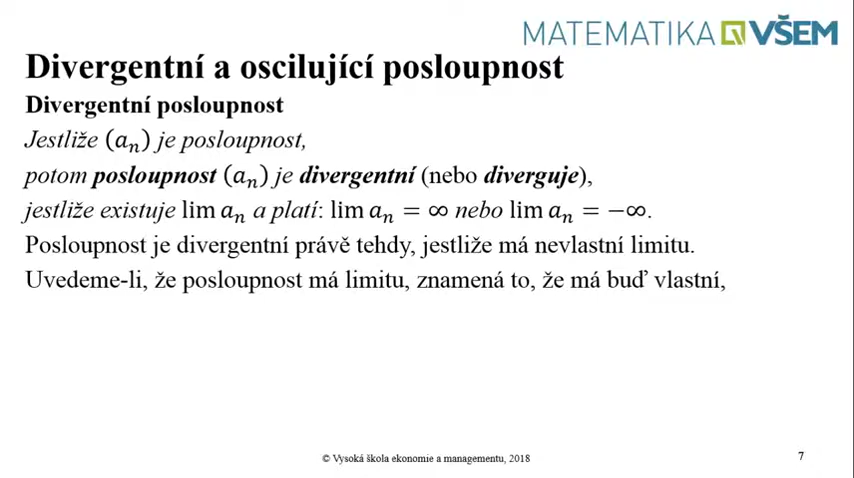 MATEMATIKA VŠEM
Divergentní a oscilující posloupnost
Divergentní posloupnost
Jestliže (aₙ) je posloupnost,
potom posloupnost (aₙ) je divergentní (nebo diverguje),
jestliže existuje lim aₙ a platí: lim aₙ = ∞ nebo lim aₙ = −∞.
Posloupnost je divergentní právě tehdy, jestliže má nevlastní limitu.
Uvedeme-li, že posloupnost má limitu, znamená to, že má buď vlastní,
© Vysoká škola ekonomie a managementu, 2018
7